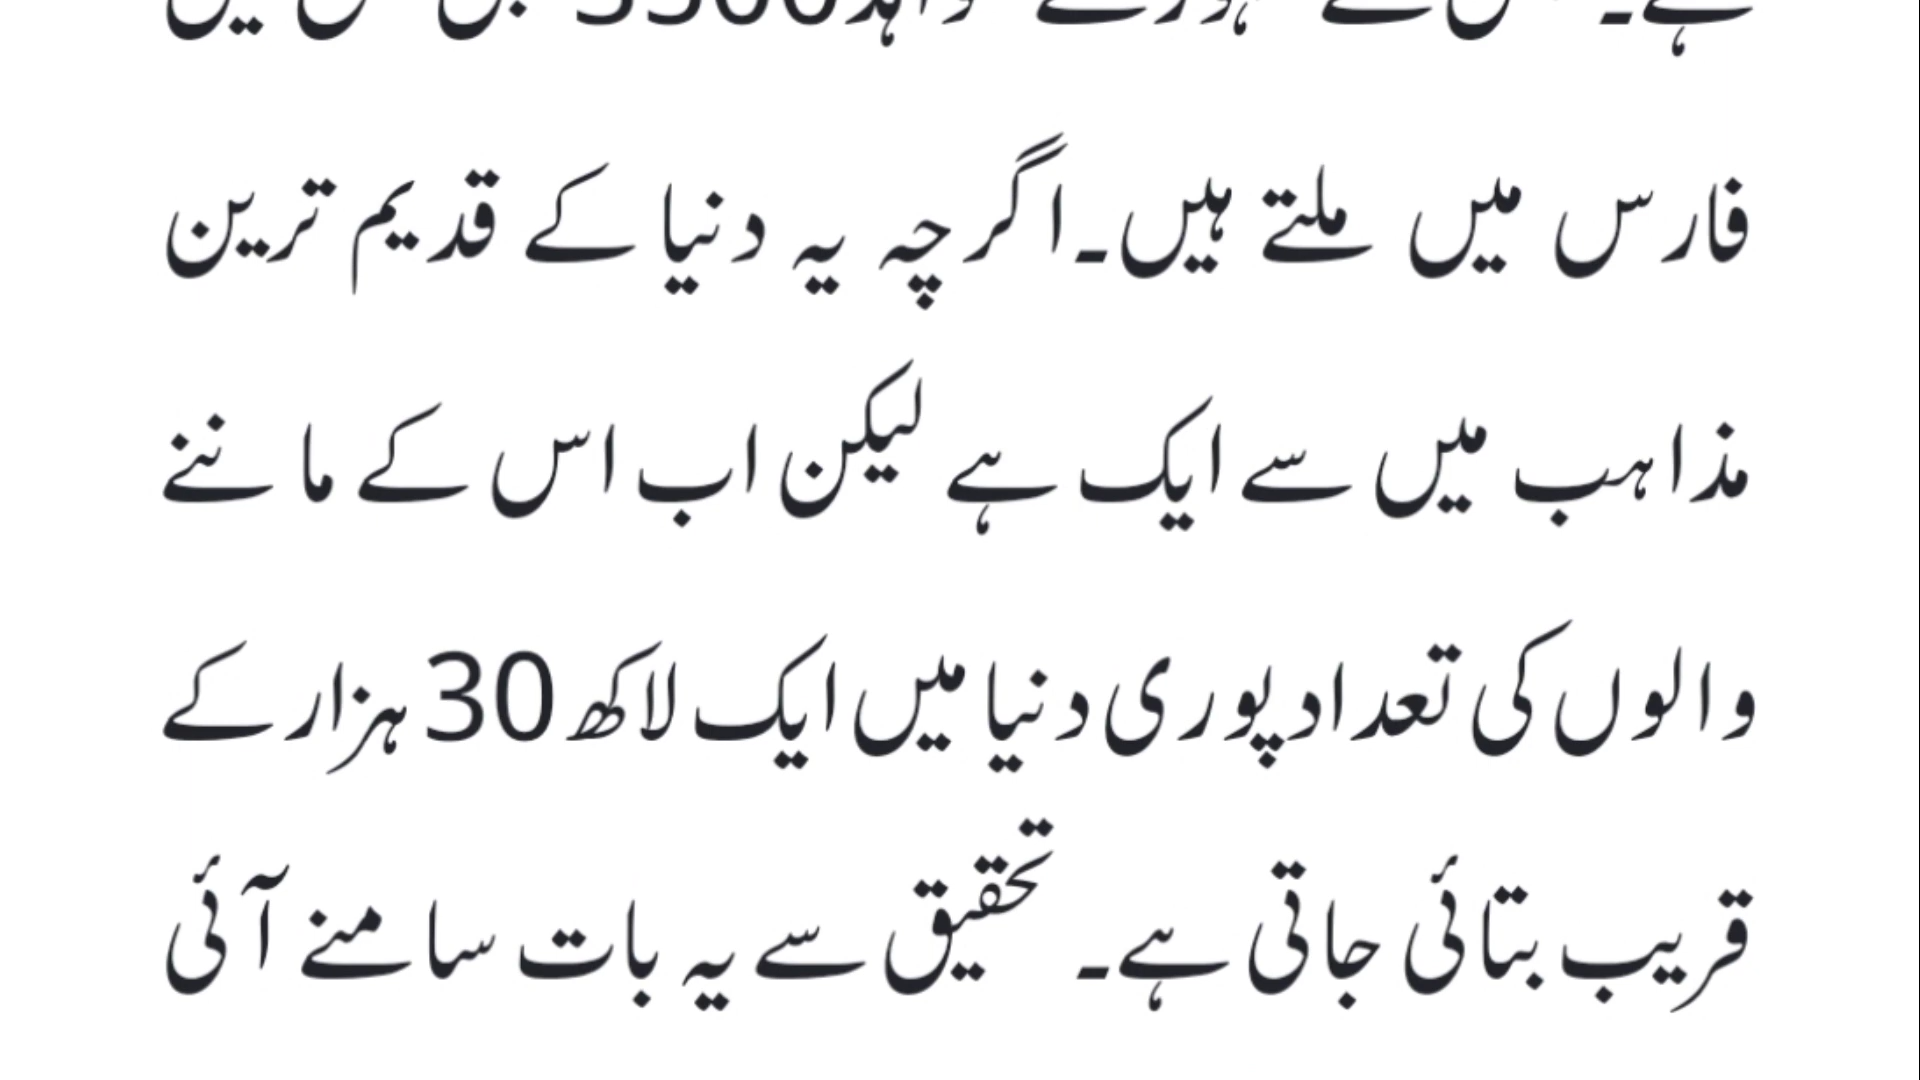 فارس میں ملتے ہیں۔اگرچہ یہ دنیا کے قدیم ترین
مذاہب میں سے ایک ہے لیکن اب اس کے ماننے
والوں کی تعداد پوری دنیا میں ایک لاکھ 30 ہزار کے
قریب بتائی جاتی ہے۔ تحقیق سے یہ بات سامنے آئی